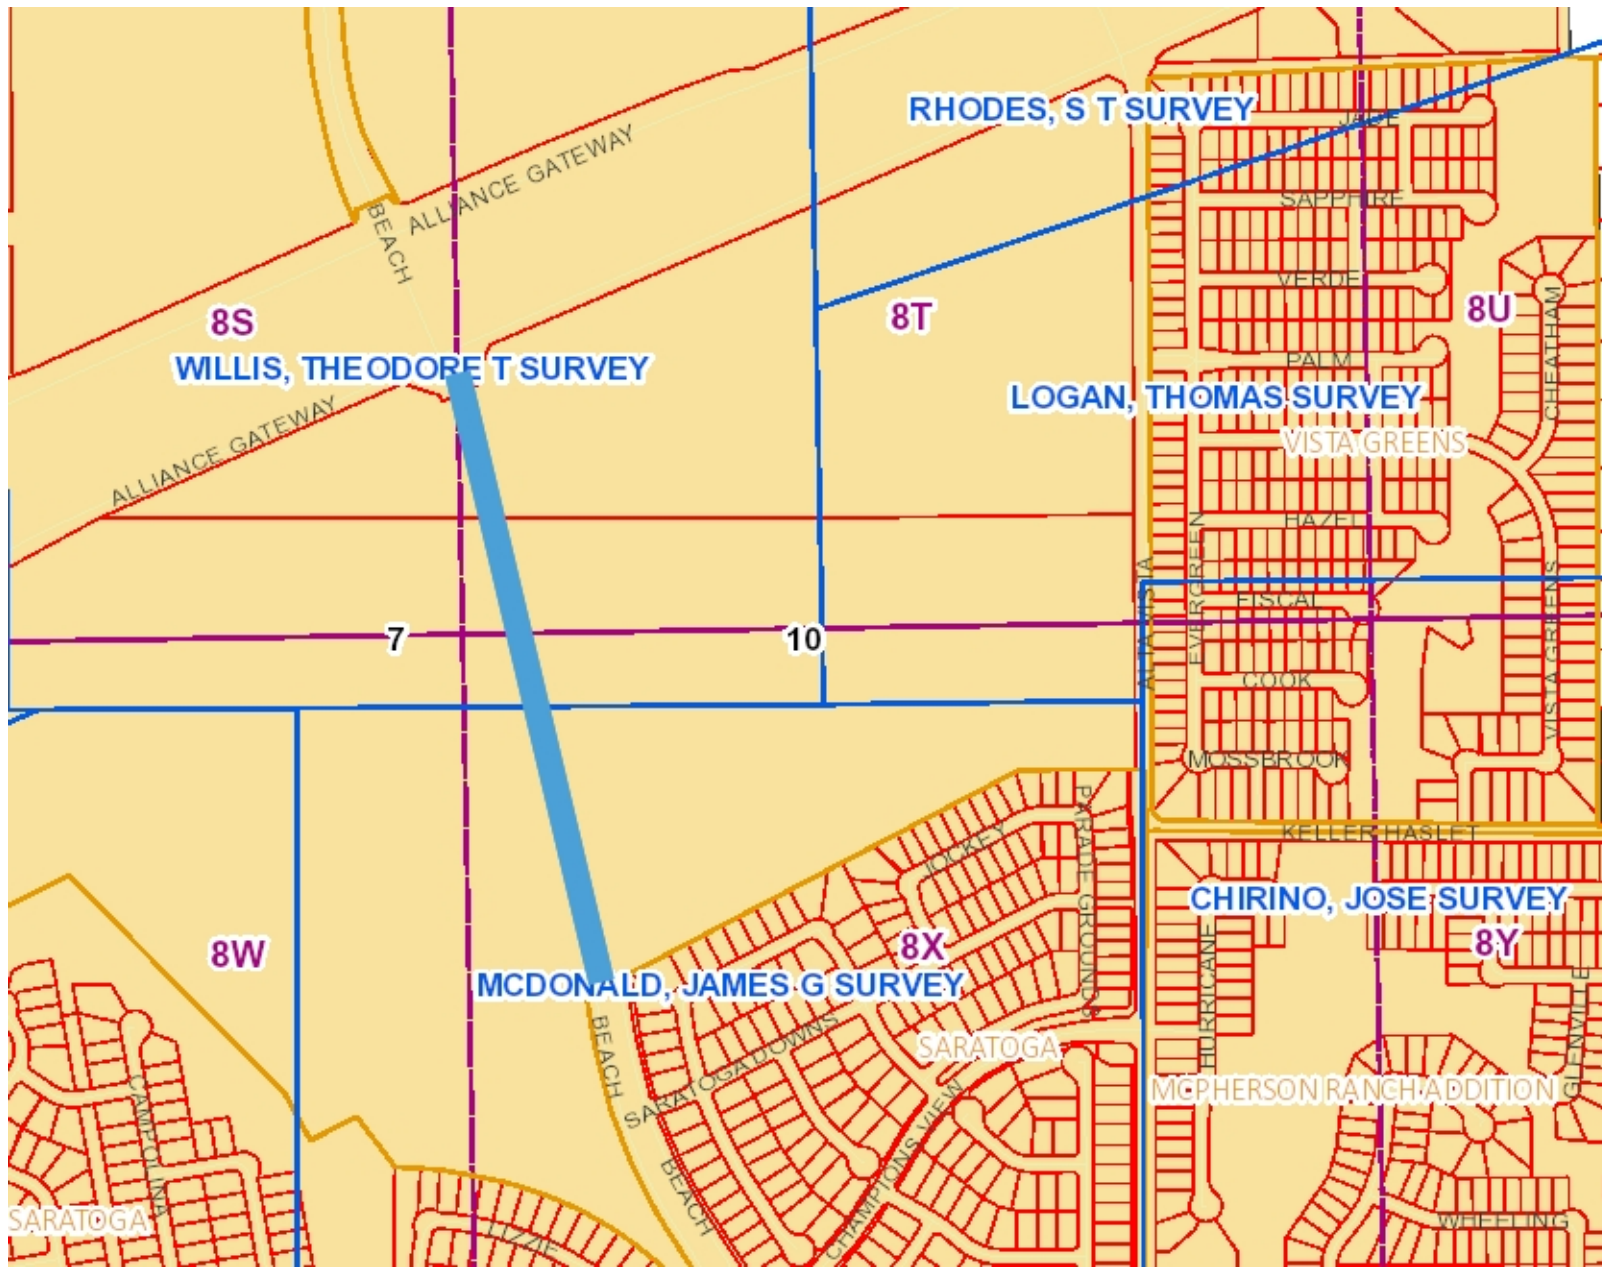 RHODES, S T SURVEY
JADE
ALLIANCE GATEWAY
BEACH
SAPPHIRE
VERDE
8S
8T
8U
CHEATHAM
WILLIS, THEODORE T SURVEY
PALM
LOGAN, THOMAS SURVEY
ALLIANCE GATEWAY
VISTA GREENS
HAZEL
EVERGREEN
ALTA VISTA
FISCAL
VISTA GREENS
7
10
COOK
MOSSBROOK
KELLER HASLET
PARADE GROUNDS
JOCKEY
CHIRINO, JOSE SURVEY
8W
8X
8Y
HURRICANE
MCDONALD, JAMES G SURVEY
GLENVILLE
BEACH
SARATOGA DOWNS
SARATOGA
MCPHERSON RANCH ADDITION
CAMPOLINA
CHAMPIONS VIEW
BEACH
SARATOGA
WHEELING
LIZZIE